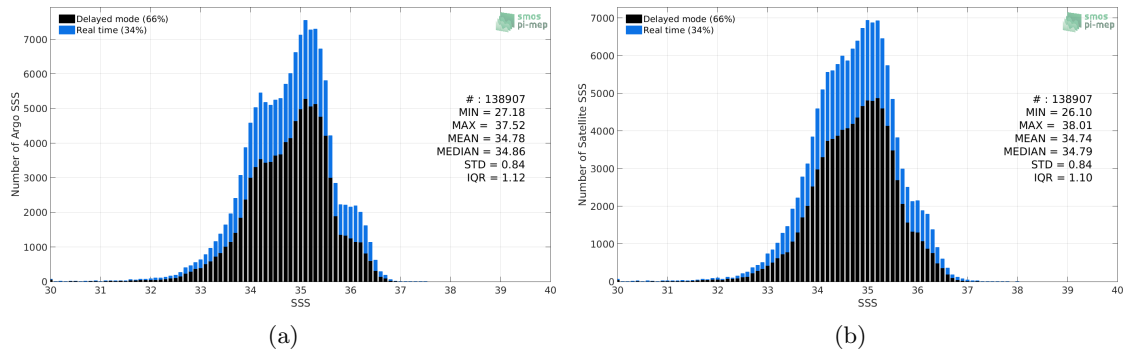 Delayed mode (66%)
Real time (34%)
smos
pi-mep
Number of Argo SSS
7000
6000
5000
4000
3000
2000
1000
0
# : 138907
MIN = 27.18
MAX = 37.52
MEAN = 34.78
MEDIAN = 34.86
STD = 0.84
IQR = 1.12
30 31 32 33 34 35 36 37 38 39 40
SSS
(a)
Delayed mode (66%)
Real time (34%)
smos
pi-mep
Number of Satellite SSS
7000
6000
5000
4000
3000
2000
1000
0
# : 138907
MIN = 26.10
MAX = 38.01
MEAN = 34.74
MEDIAN = 34.79
STD = 0.84
IQR = 1.10
30 31 32 33 34 35 36 37 38 39 40
SSS
(b)